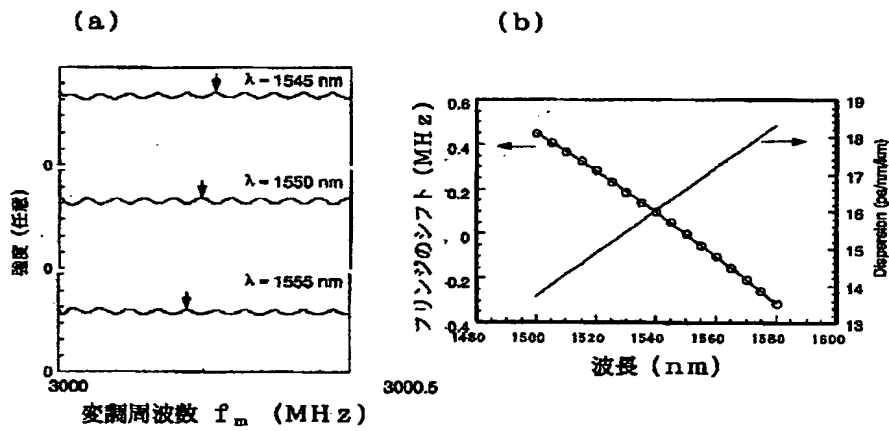 (a)
λ=1545 nm
0
λ=1550 nm
0
λ=1555 nm
0
強度 (任意)
3000
3000.5
変調周波数 fm (MHz)
(b)
0.6
0.4
0.2
0
-0.2
-0.4
フリンジのシフト (MHz)
19
18
17
16
15
14
13
Dispersion (ps/nm/km)
1480
1500
1520
1540
1560
1580
1600
波長 (nm)